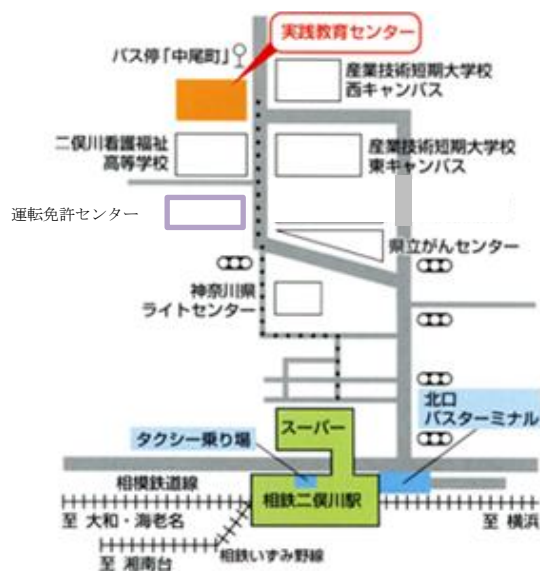 実践教育センター
バス停「中尾町」
産業技術短期大学校
西キャンパス
二俣川看護福祉
高等学校
産業技術短期大学校
東キャンパス
運転免許センター
県立がんセンター
神奈川県
ライトセンター
北口
バスターミナル
スーパー
タクシー乗り場
相模鉄道線
相鉄二俣川駅
至 大和・海老名
至 横浜
相鉄いずみ野線
至 湘南台